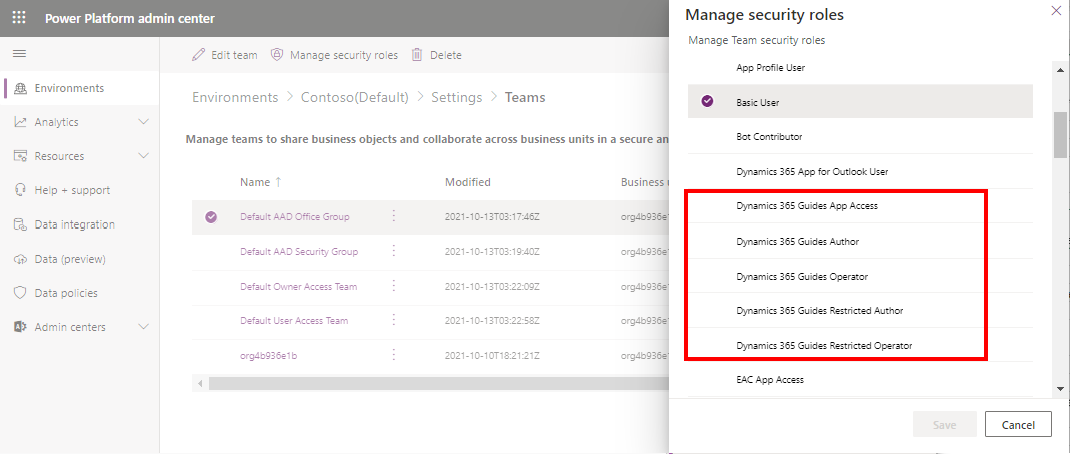 Power Platform admin center
Environments
Analytics
Resources
Help + support
Data integration
Data (preview)
Data policies
Admin centers
Edit team Manage security roles Delete
Environments > Contoso(Default) > Settings > Teams
Manage teams to share business objects and collaborate across business units in a secure an
Name ↑ Modified Business u
Default AAD Office Group 2021-10-13T03:17:46Z org4b936e1
Default AAD Security Group 2021-10-13T03:19:40Z org4b936e1
Default Owner Access Team 2021-10-13T03:22:09Z org4b936e1
Default User Access Team 2021-10-13T03:22:58Z org4b936e1
org4b936e1b 2021-10-10T18:21:21Z org4b936e1
Manage security roles
Manage Team security roles
App Profile User
Basic User
Bot Contributor
Dynamics 365 App for Outlook User
Dynamics 365 Guides App Access
Dynamics 365 Guides Author
Dynamics 365 Guides Operator
Dynamics 365 Guides Restricted Author
Dynamics 365 Guides Restricted Operator
EAC App Access
Save Cancel